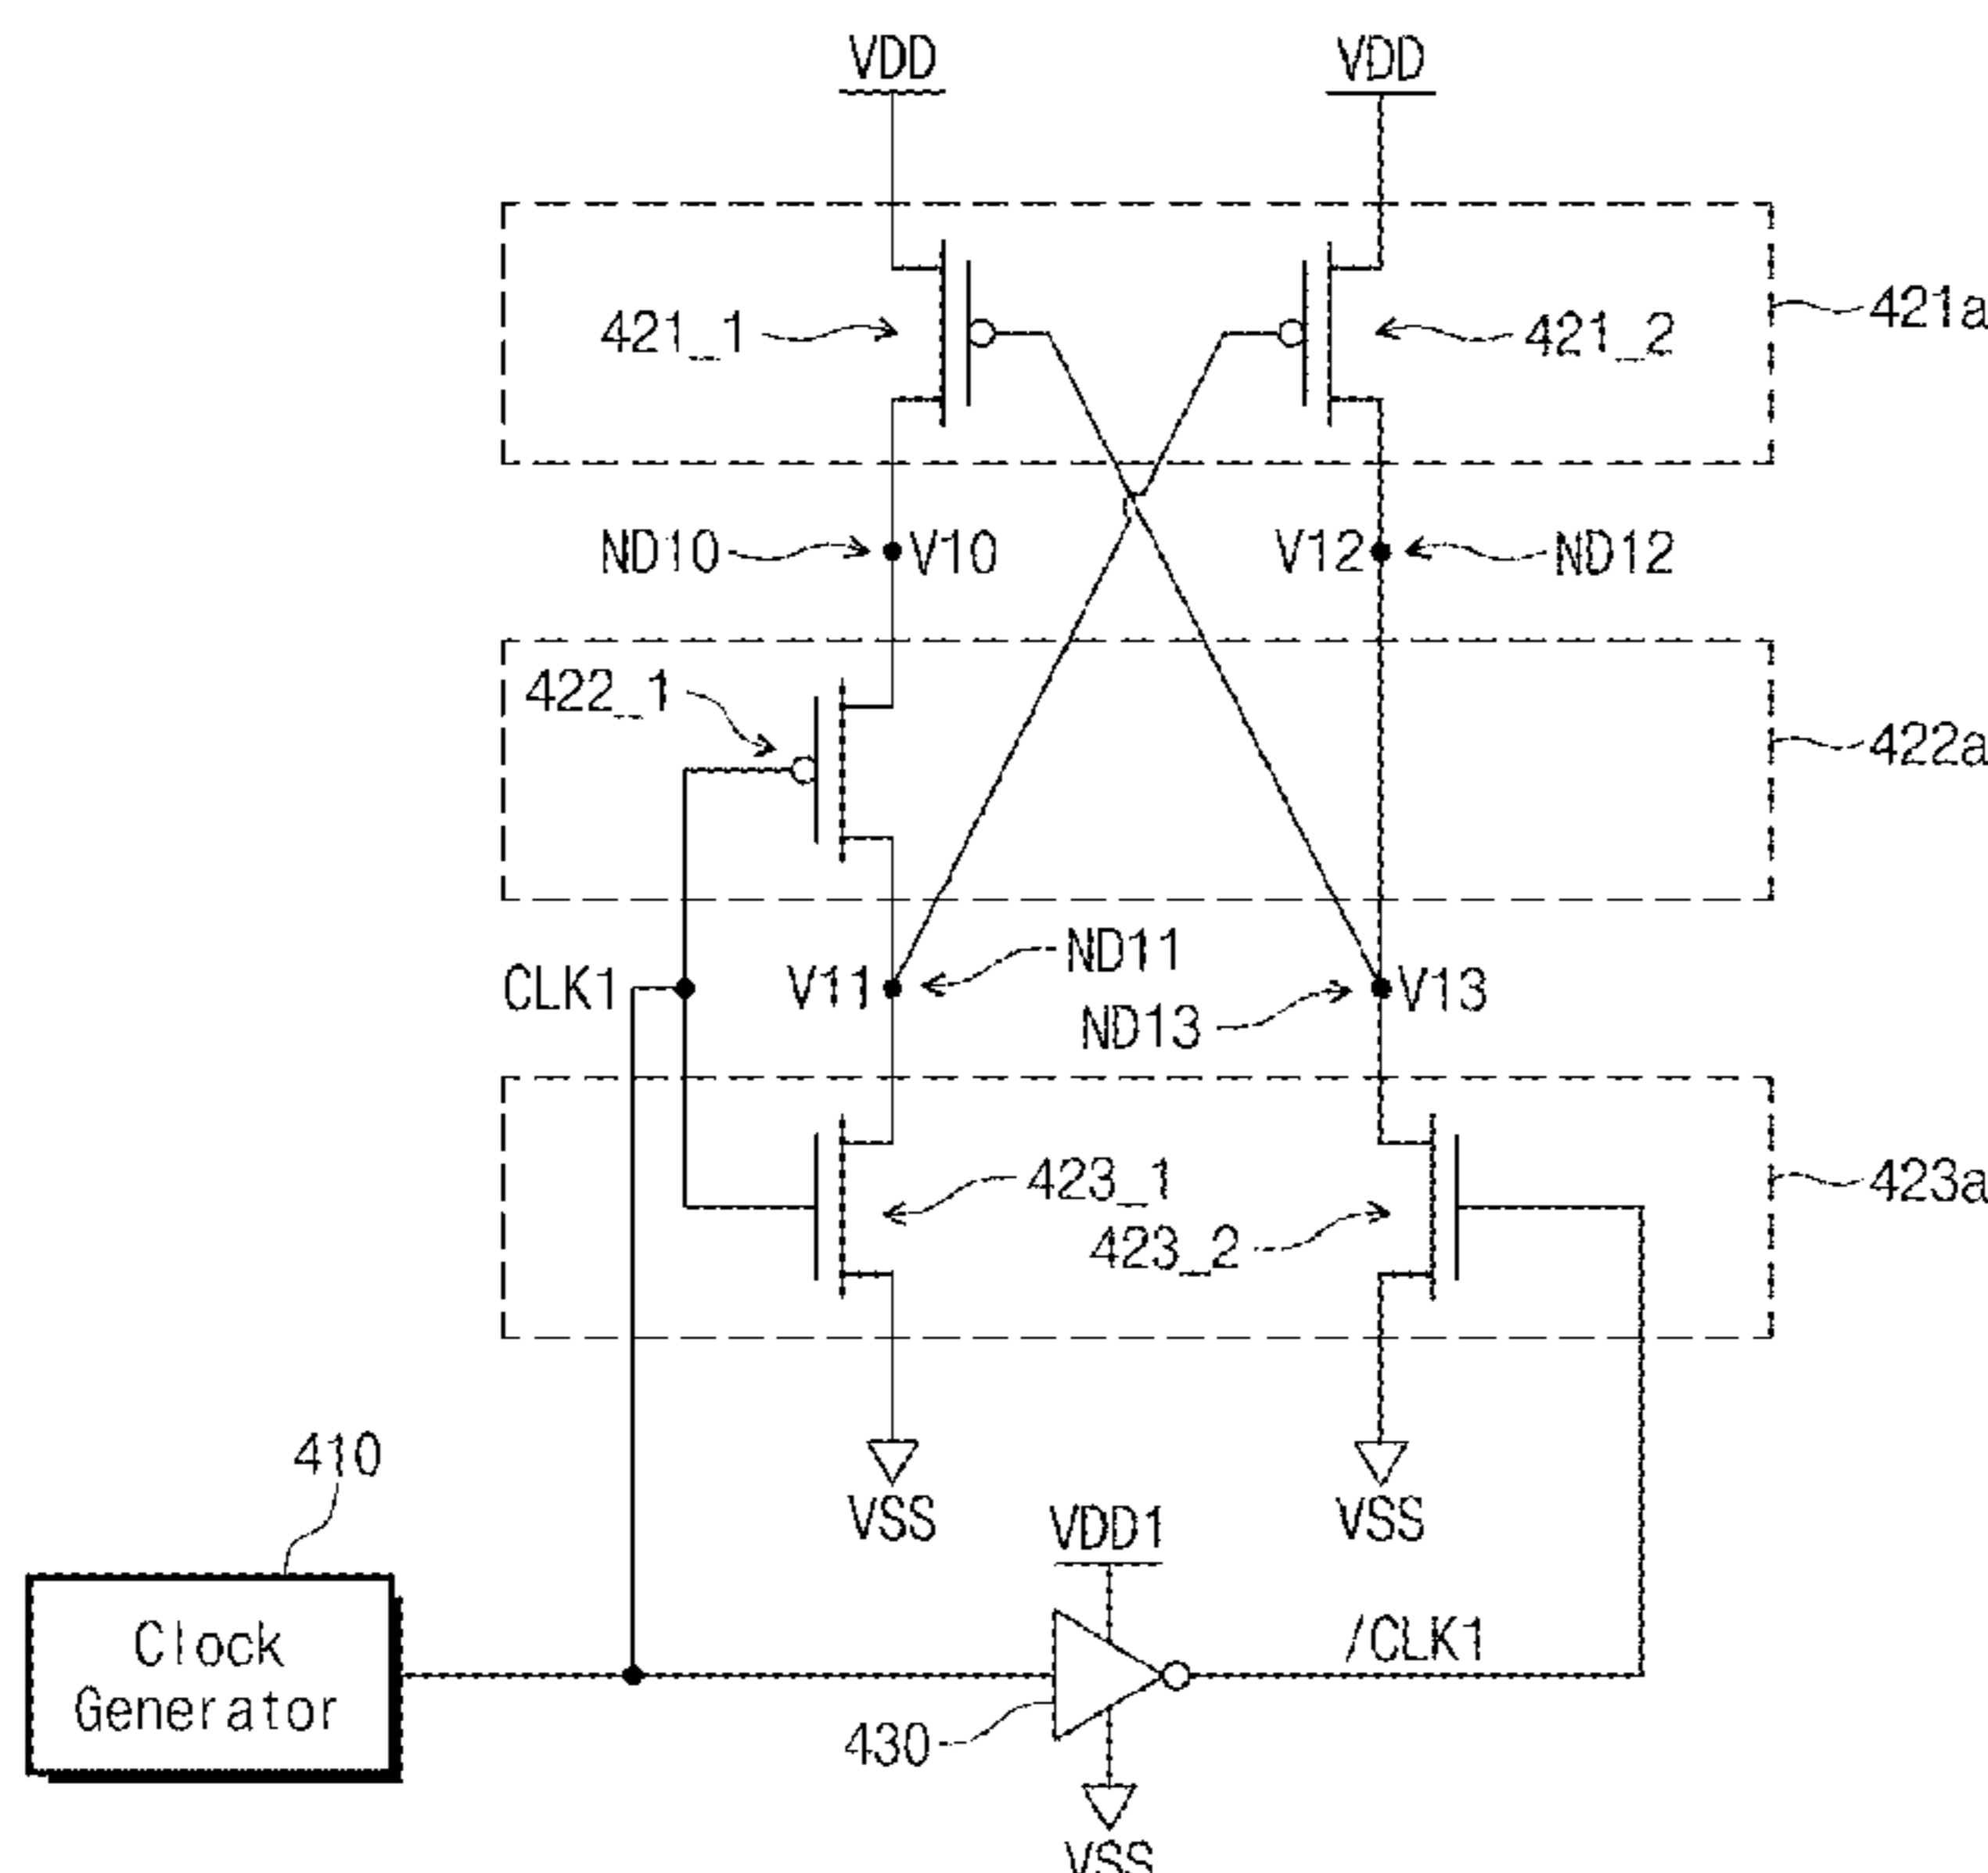 VDD
VDD
421_1
421_2
421a
ND10
V10
V12
ND12
422_1
422a
CLK1
V11
ND11
ND13
V13
423_1
423_2
423a
VSS
VSS
410
Clock
Generator
VDD1
/CLK1
430
VSS